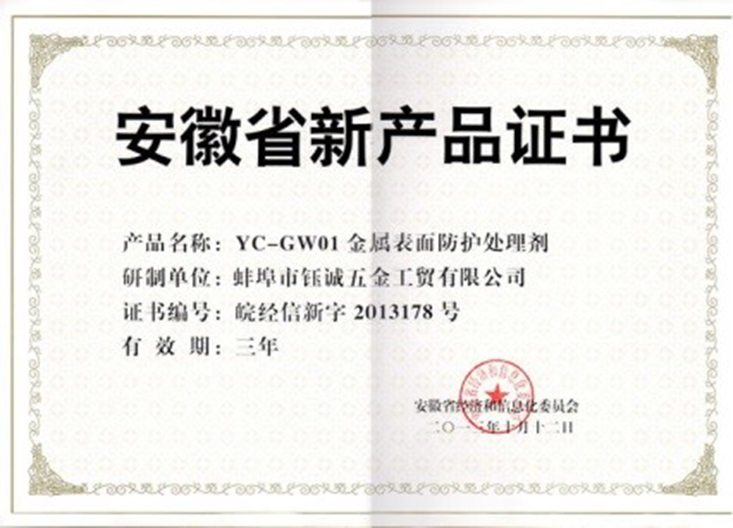 安徽省新产品证书
产品名称：YC-GW01 金属表面防护处理剂
研制单位：蚌埠市钰诚五金工贸有限公司
证书编号：皖经信新字 2013178 号
有效期：三年
安徽省经济和信息化委员会
二〇一三年十月十二日